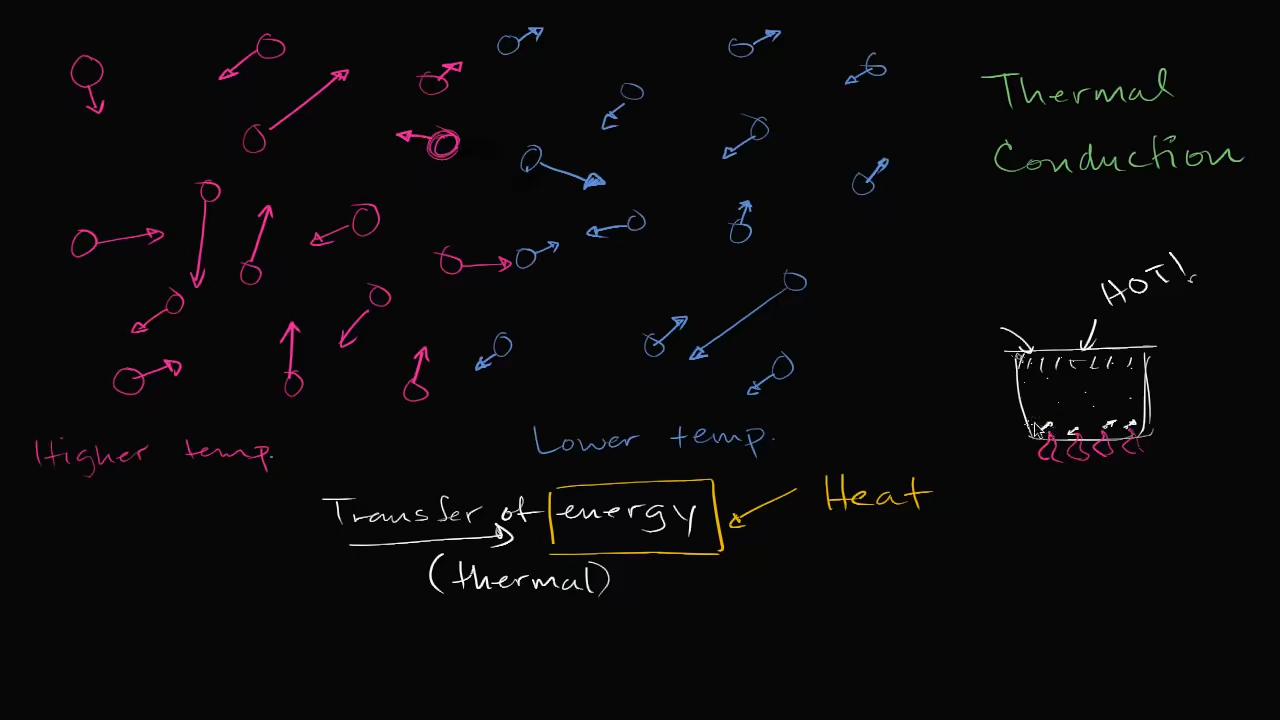 Thermal
Conduction
HOT!
Higher temp.
Lower temp.
Transfer of energy
Heat
(thermal)